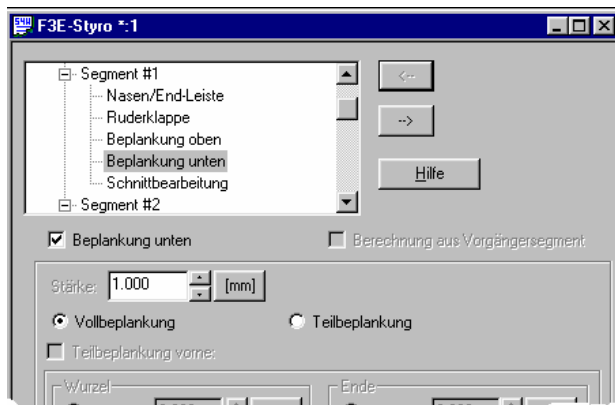 F3E-Styro *:1
Segment #1
Nasen/End-Leiste
Ruderklappe
Beplankung oben
Beplankung unten
Schnittbearbeitung
Segment #2
<--
-->
Hilfe
Beplankung unten
Berechnung aus Vorgängersegment
Stärke: 1.000 [mm]
Vollbeplankung Teilbeplankung
Teilbeplankung vorne:
Wurzel Ende